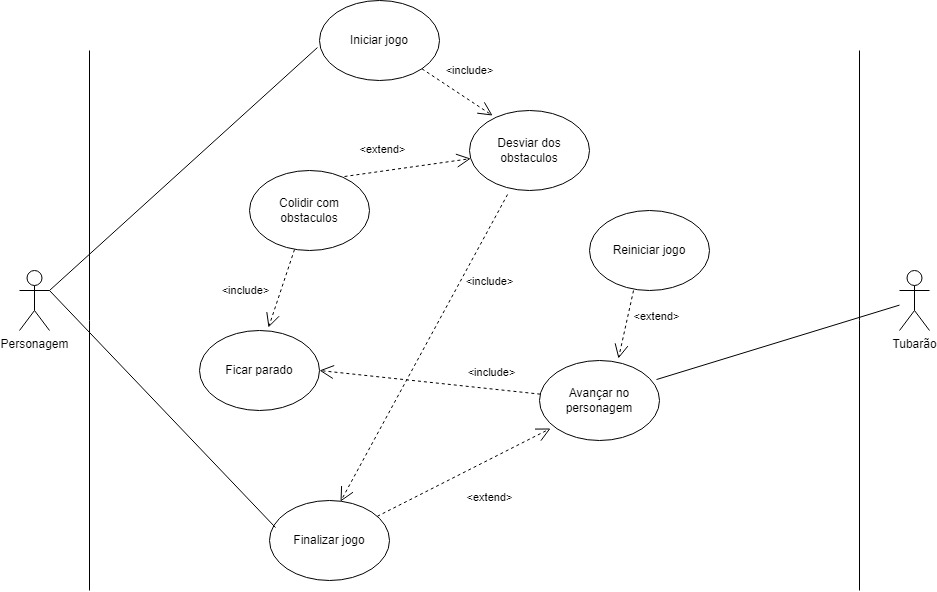 Iniciar jogo
<include>
Desviar dos
obstaculos
<extend>
Colidir com
obstaculos
Reiniciar jogo
<include>
<include>
<extend>
Personagem
Tubarão
Ficar parado
<include>
Avançar no
personagem
<extend>
Finalizar jogo